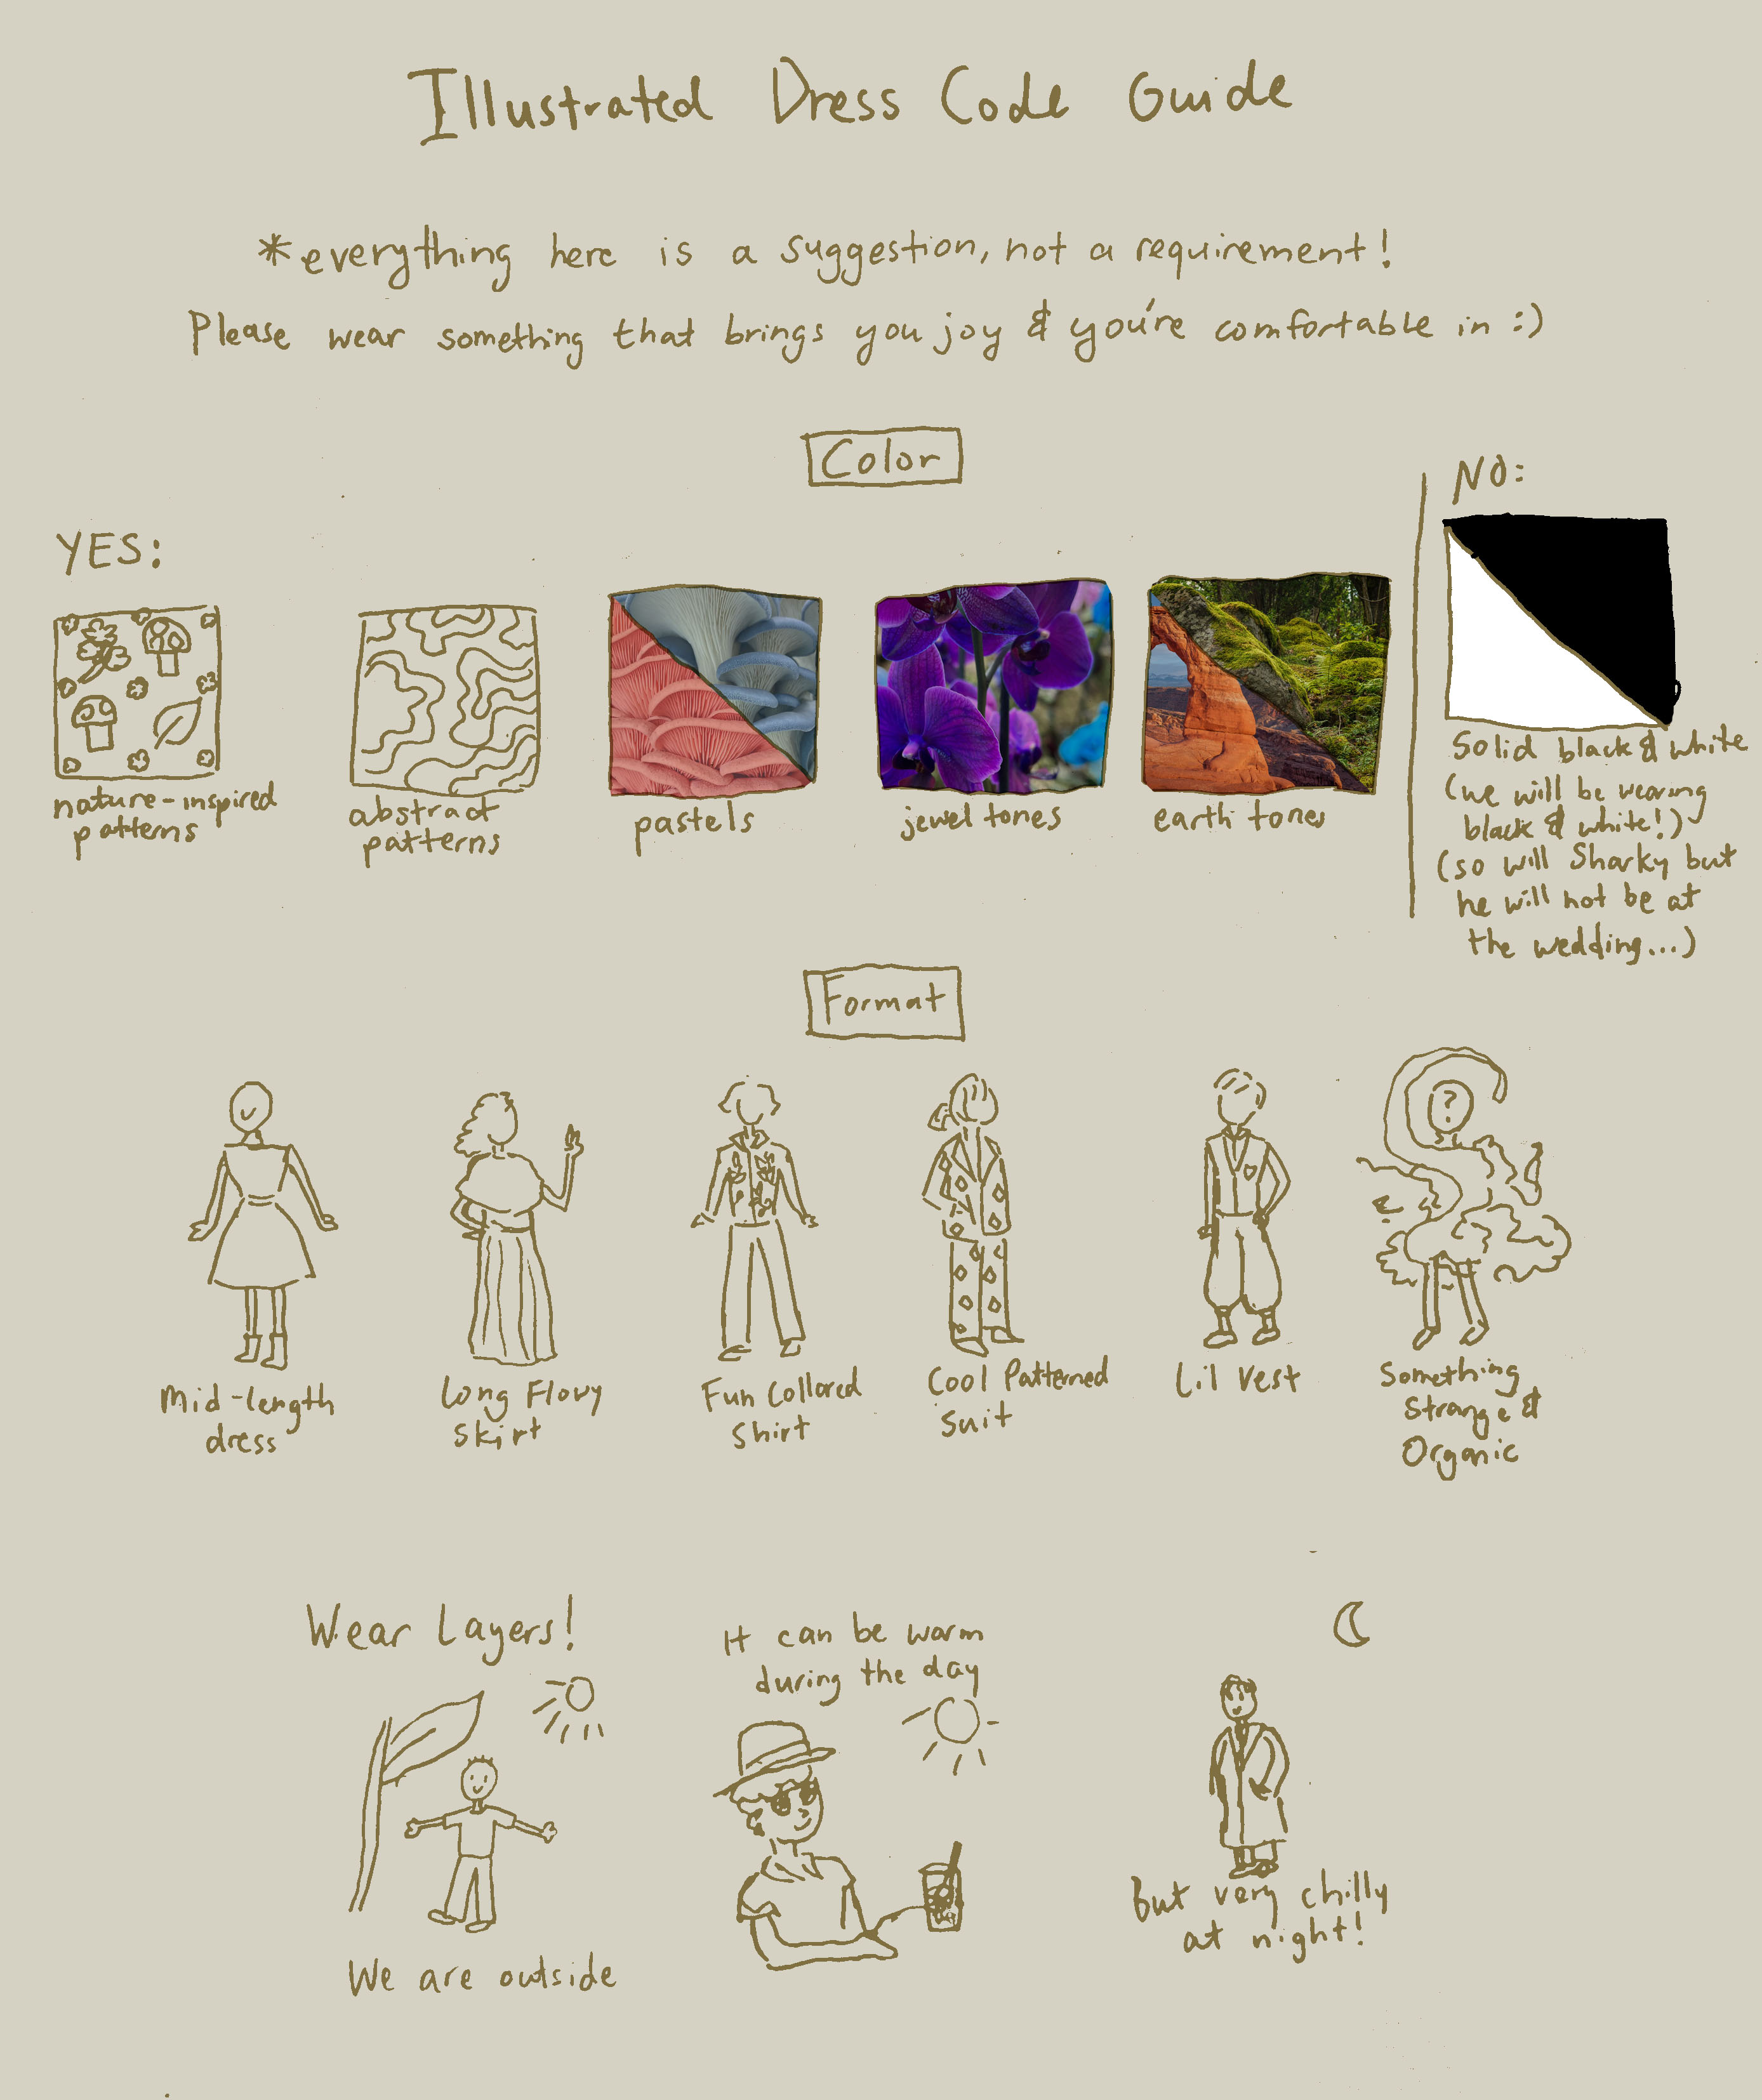 Illustrated Dress Code Guide
*everything here is a suggestion, not a requirement!
Please wear something that brings you joy & you're comfortable in :)
Color
YES:
nature-inspired
patterns
abstract
patterns
pastels
jewel tones
earth tones
NO:
Solid black & white
(we will be wearing
black & white!)
(so will Sharky but
he will not be at
the wedding...)
Format
Mid-length
dress
Long Flowy
Skirt
Fun Collared
Shirt
Cool Patterned
Suit
?
Lil Vest
Something
Strange &
Organic
Wear Layers!
We are outside
It can be warm
during the day
But very chilly
at night!